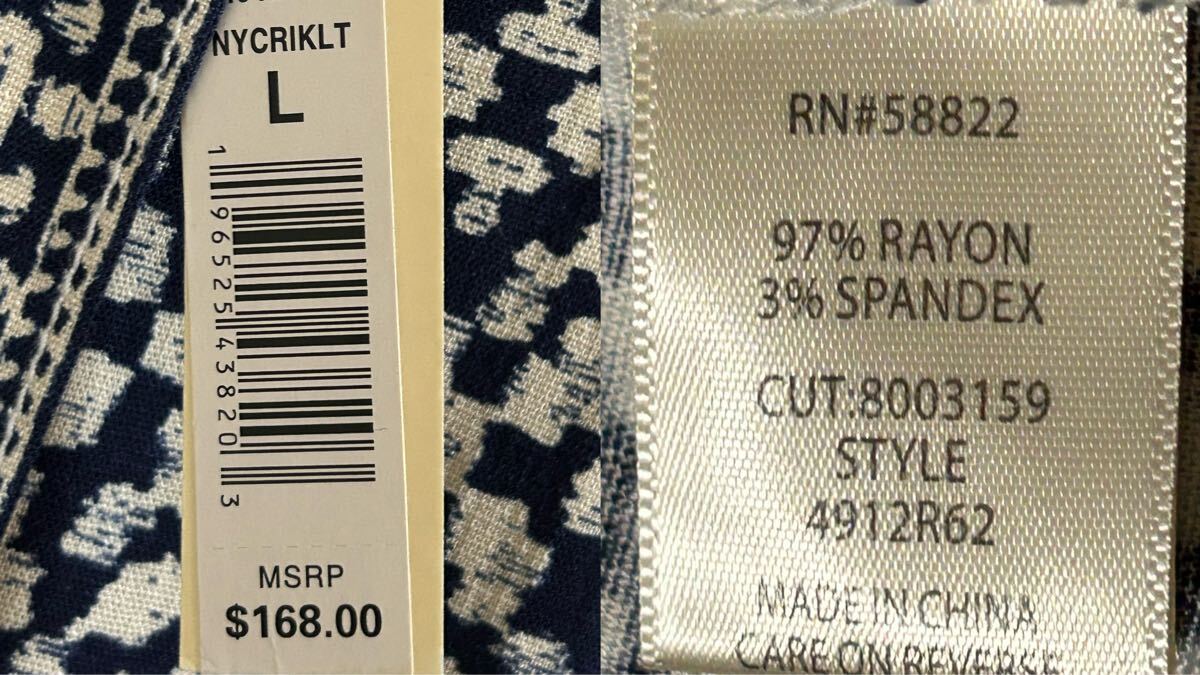 NYCRIKLT
L
1 96525 43820 3
MSRP
$168.00
RN#58822
97% RAYON
3% SPANDEX
CUT:8003159
STYLE
4912R62
MADE IN CHINA
CARE ON REVERSE